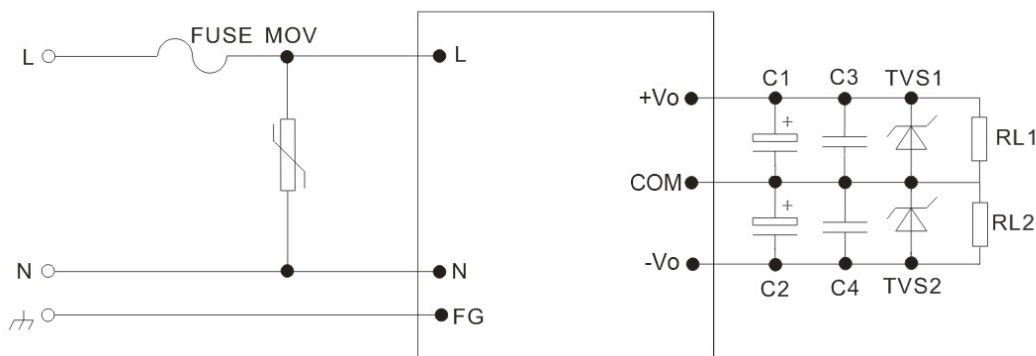 FUSE MOV
L
L
C1 C3 TVS1
+Vo
+
RL1
COM
+
RL2
N
N
-Vo
C2 C4 TVS2
FG